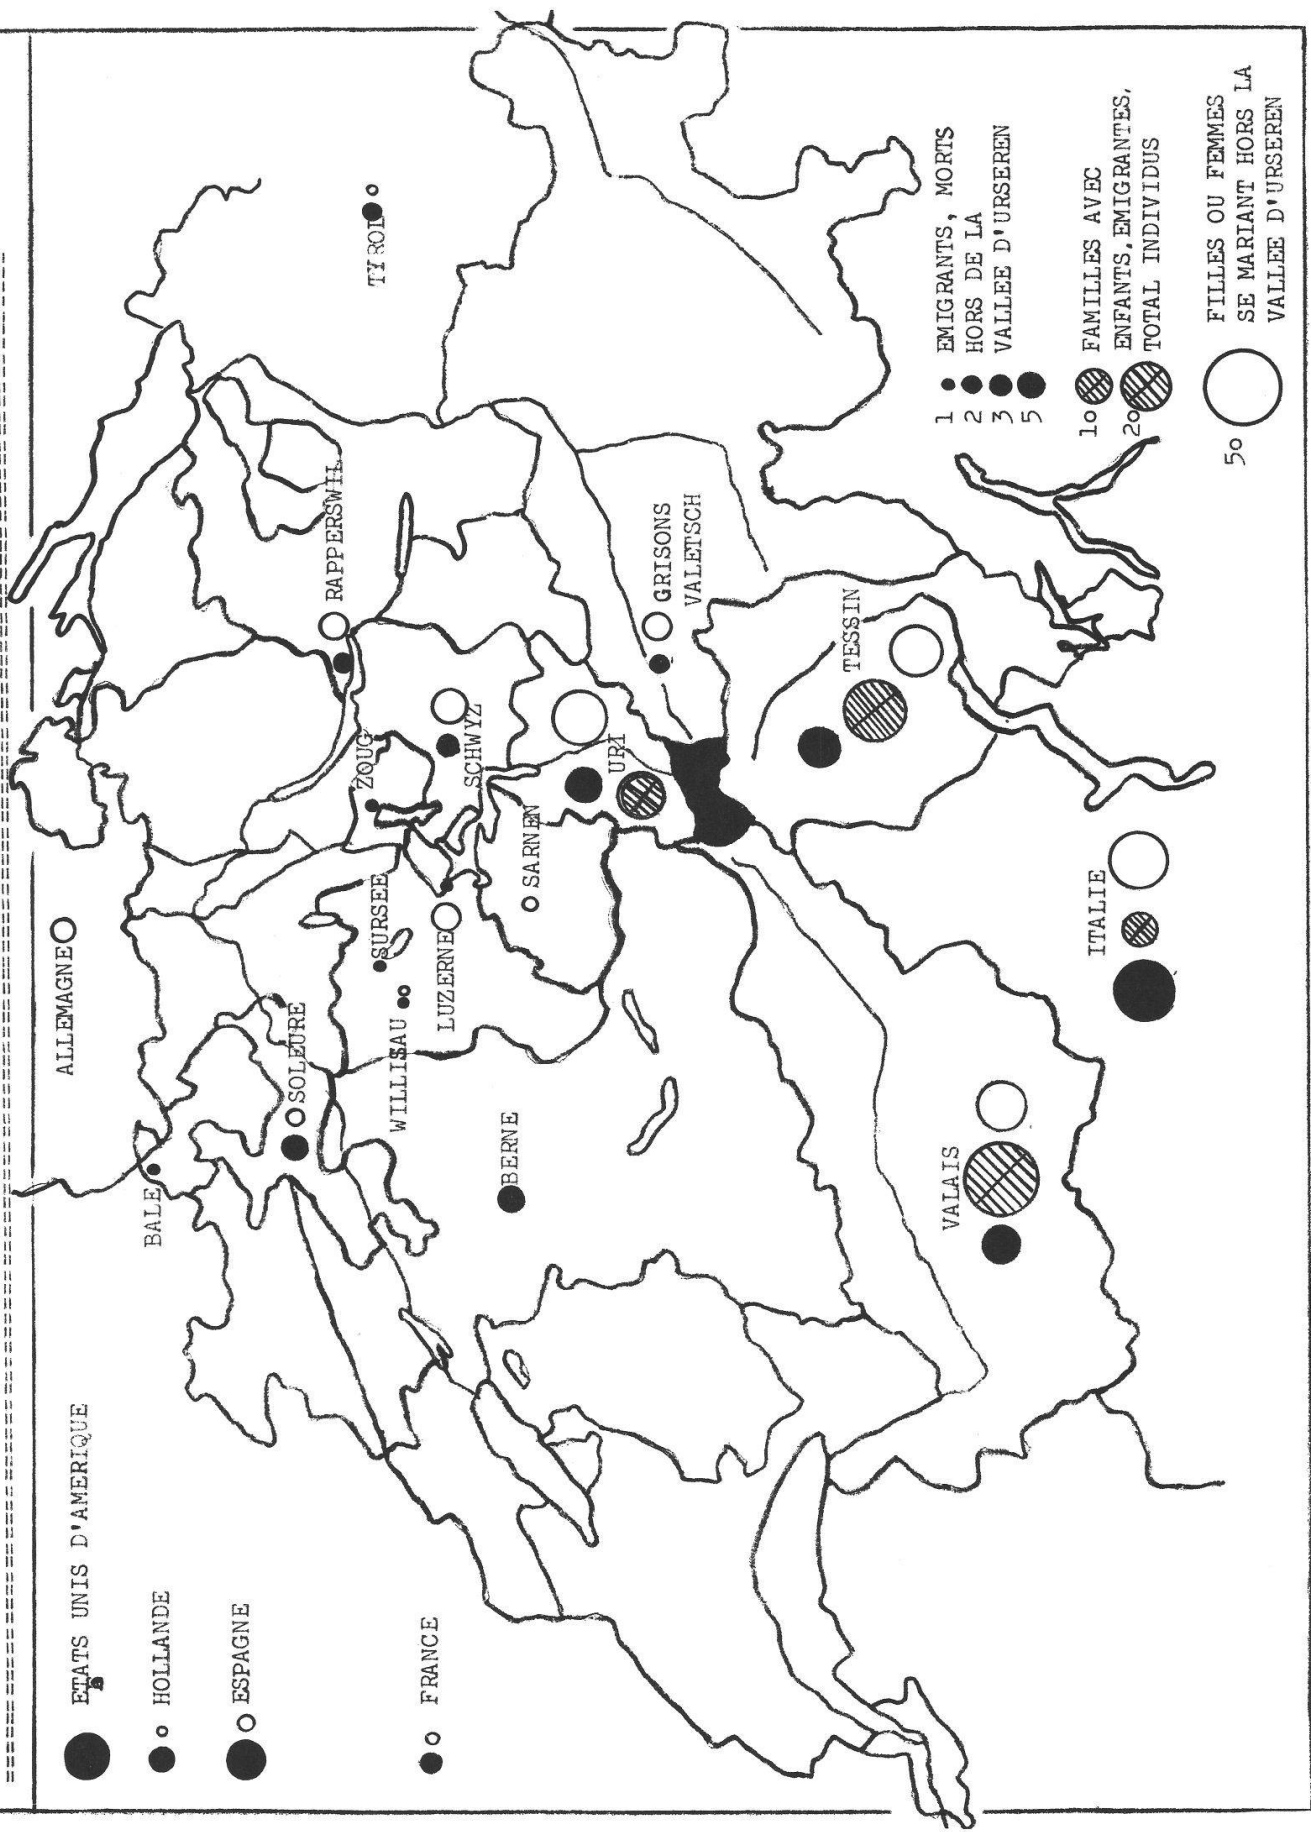 ETATS UNIS D'AMERIQUE
HOLLANDE
ESPAGNE
FRANCE
ALLEMAGNE
BALE
SOLEURE
WILLISAU
SURSEE
LUZERNE
BERNE
SARNEN
ZOUG
SCHWYZ
RAPPERSWIL
TYROL
URI
GRISONS
VALETSCH
TESSIN
VALAIS
ITALIE
1 EMIGRANTS, MORTS
2 HORS DE LA
3 VALLEE D'URSEREN
5
10 FAMILLES AVEC
ENFANTS, EMIGRANTES,
20 TOTAL INDIVIDUS
50 FILLES OU FEMMES
SE MARIANT HORS LA
VALLEE D'URSEREN